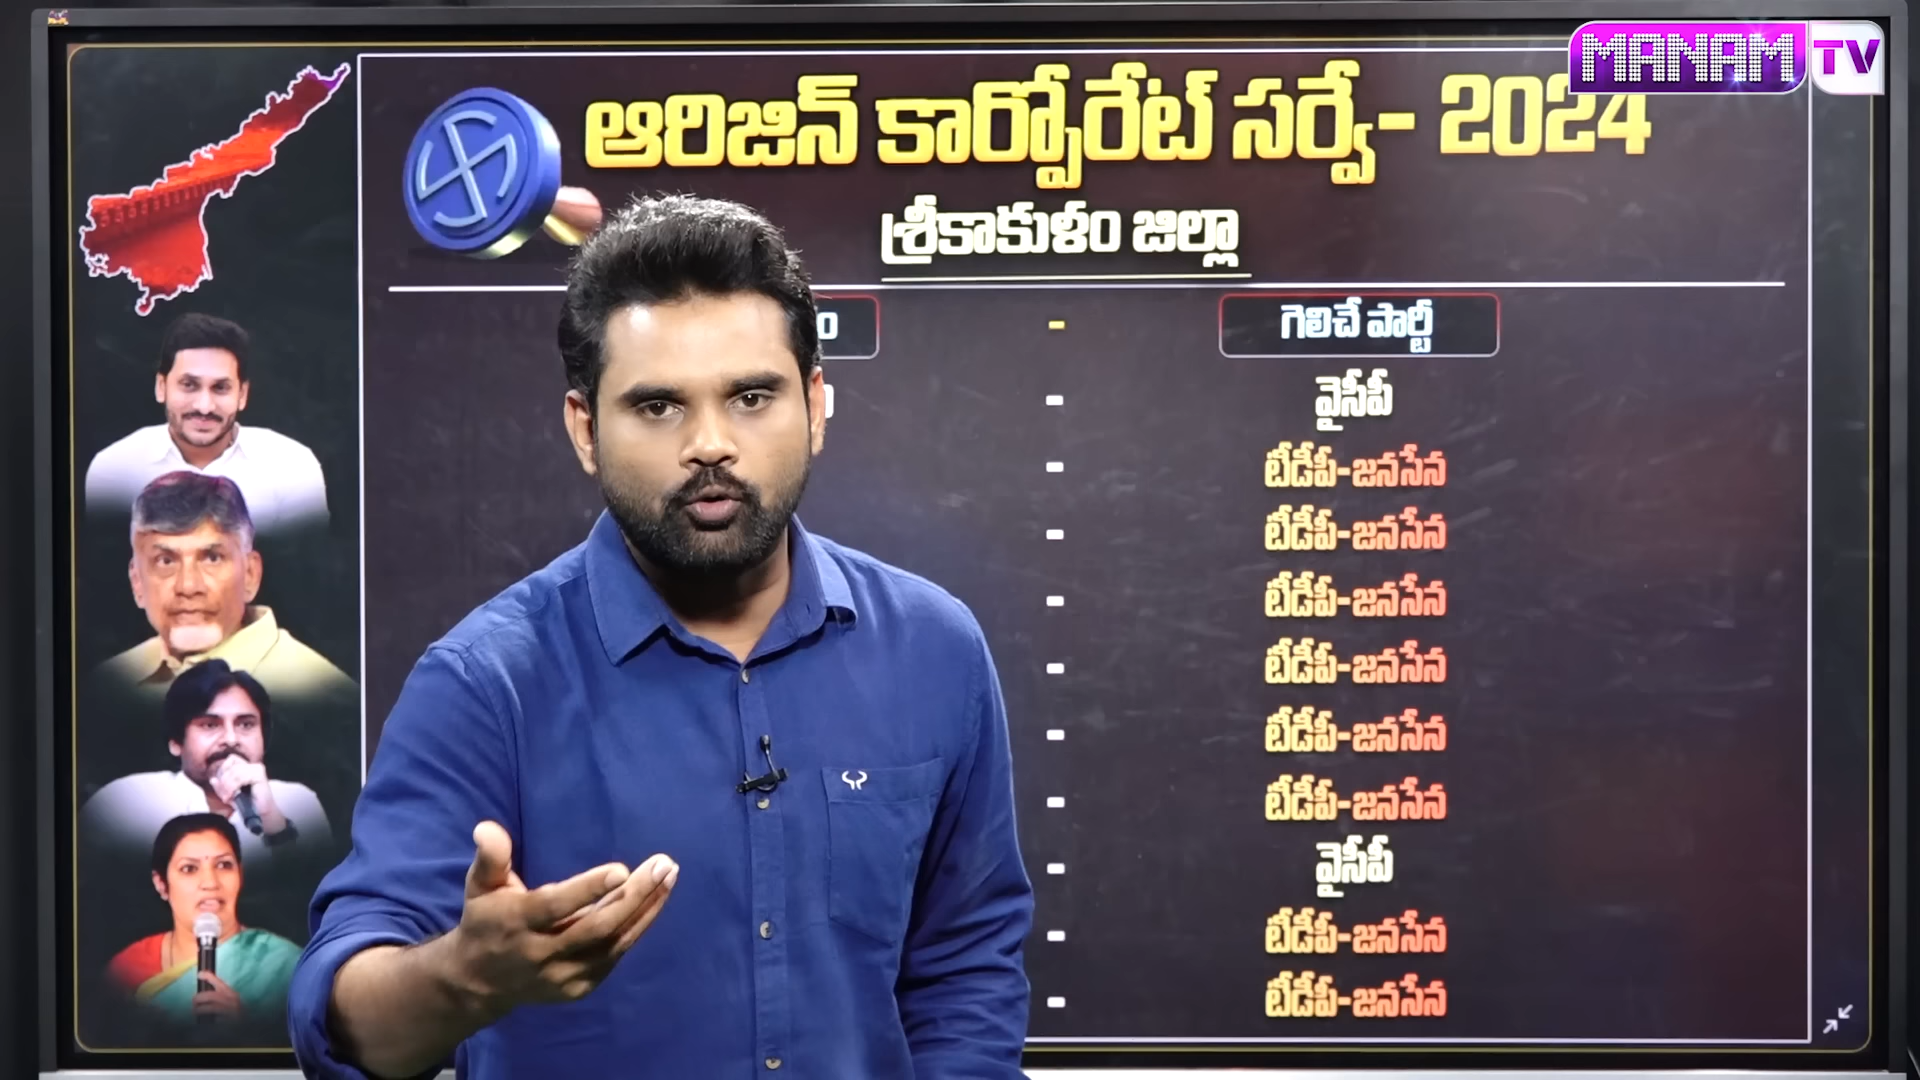 MANAM TV
ఆరిజిన్ కార్పోరేట్ సర్వే- 2024
శ్రీకాకుళం జిల్లా
- గెలిచే పార్టీ
- వైసీపీ
- టీడీపీ-జనసేన
- టీడీపీ-జనసేన
- టీడీపీ-జనసేన
- టీడీపీ-జనసేన
- టీడీపీ-జనసేన
- టీడీపీ-జనసేన
- వైసీపీ
- టీడీపీ-జనసేన
- టీడీపీ-జనసేన